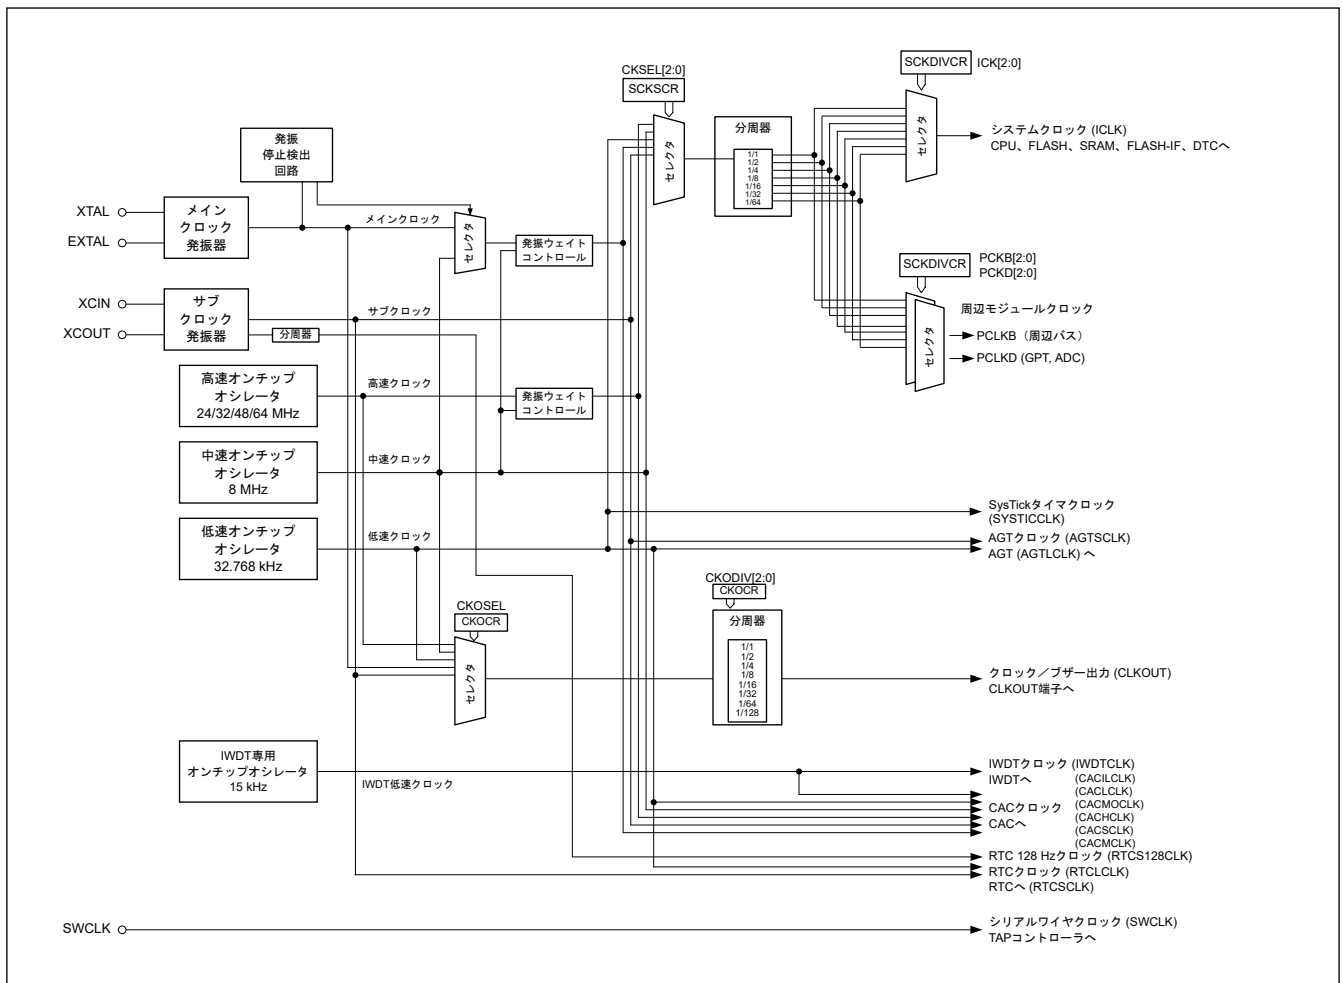 CKSEL[2:0]
SCKSCR
SCKDIVCR
ICK[2:0]
分周器
1/1
1/2
1/4
1/8
1/16
1/32
1/64
セレクタ
セレクタ
システムクロック (ICLK)
CPU、FLASH、SRAM、FLASH-IF、DTCへ
発振
停止検出
回路
XTAL
EXTAL
メイン
クロック
発振器
メインクロック
セレクタ
発振ウェイト
コントロール
SCKDIVCR
PCKB[2:0]
PCKD[2:0]
周辺モジュールクロック
セレクタ
PCLKB（周辺バス）
PCLKD (GPT, ADC)
XCIN
XCOUT
サブ
クロック
発振器
サブクロック
分周器
高速オンチップ
オシレータ
24/32/48/64 MHz
高速クロック
発振ウェイト
コントロール
中速オンチップ
オシレータ
8 MHz
中速クロック
低速オンチップ
オシレータ
32.768 kHz
低速クロック
SysTickタイマクロック
(SYSTICCLK)
AGTクロック (AGTSCLK)
AGT (AGTLCLK) へ
CKOSEL
CKOCR
セレクタ
CKODIV[2:0]
CKOCR
分周器
1/1
1/2
1/4
1/8
1/16
1/32
1/64
1/128
クロック／ブザー出力 (CLKOUT)
CLKOUT端子へ
IWDT専用
オンチップオシレータ
15 kHz
IWDT低速クロック
IWDTクロック (IWDTCLK)
IWDTへ
(CACILCLK)
(CACLCLK)
CACクロック
(CACMOCLK)
(CACHCLK)
CACへ
(CACSCLK)
(CACMCLK)
RTC 128 Hzクロック (RTCS128CLK)
RTCクロック (RTCLCLK)
RTCへ (RTCSCLK)
SWCLK
シリアルワイヤクロック (SWCLK)
TAPコントローラへ